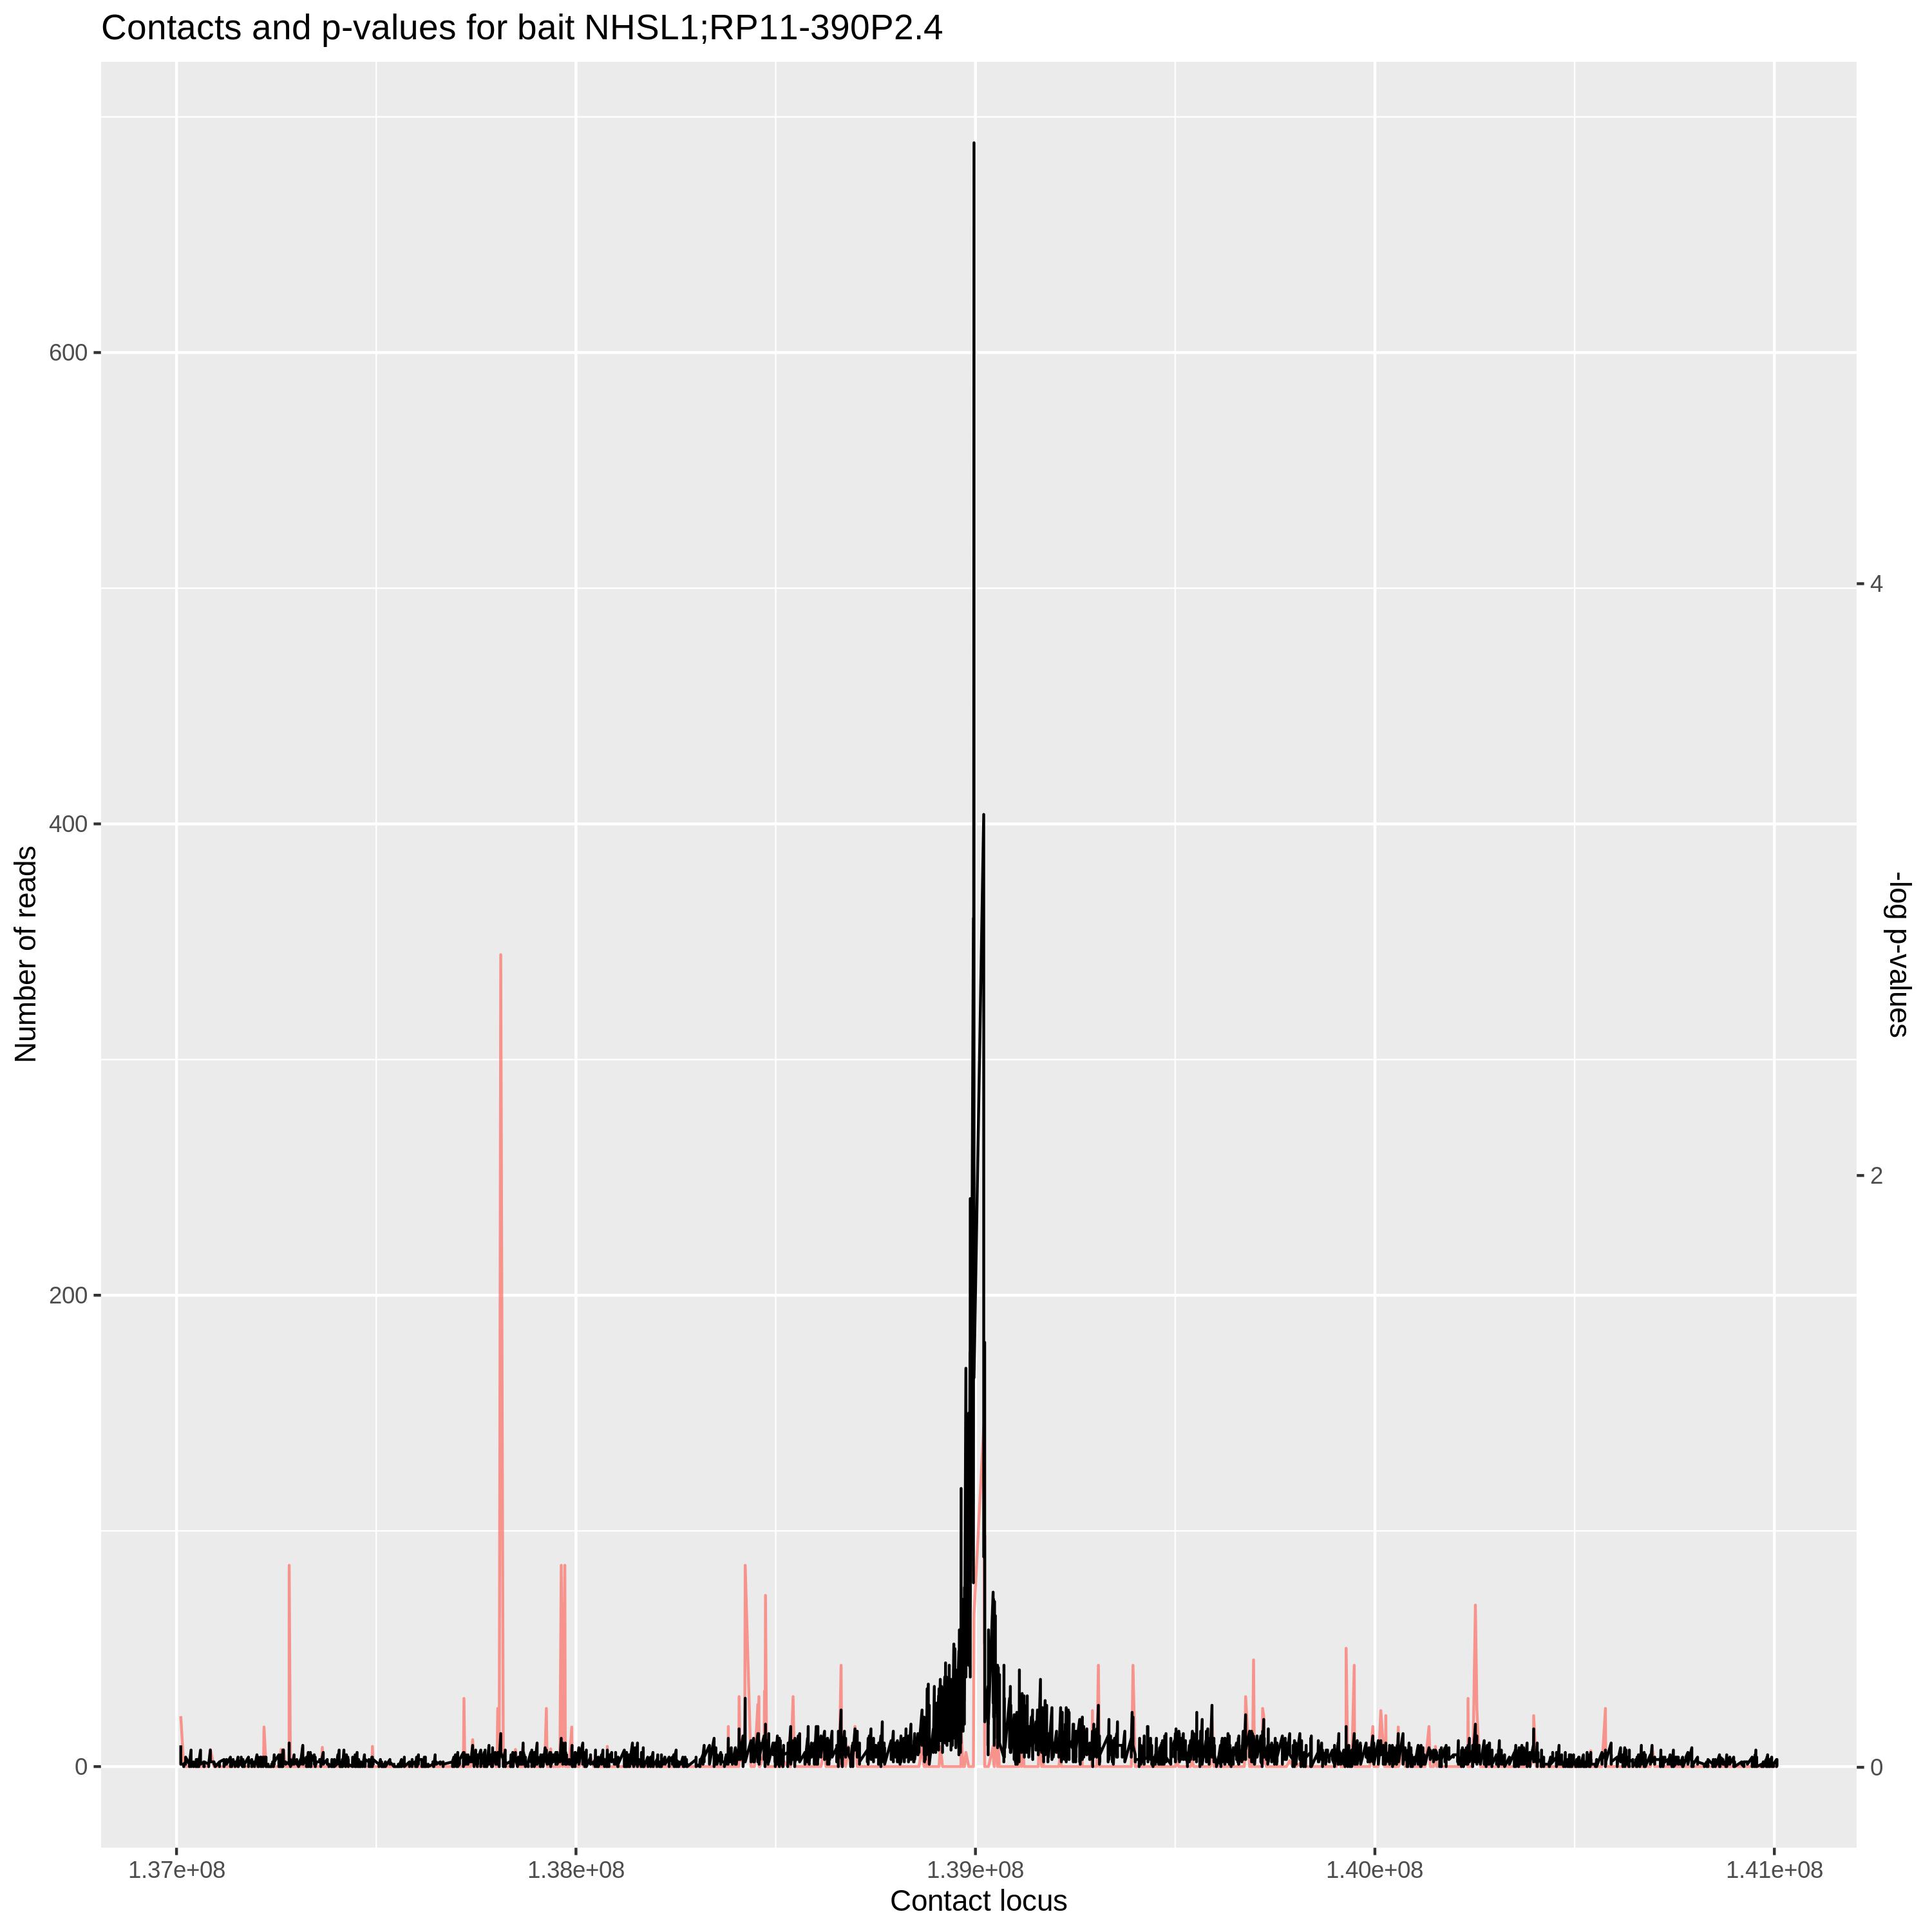 Contacts and p-values for bait NHSL1;RP11-390P2.4
Number of reads
600
400
200
0
4
2
0
-log p-values
1.37e+08
1.38e+08
1.39e+08
1.40e+08
1.41e+08
Contact locus